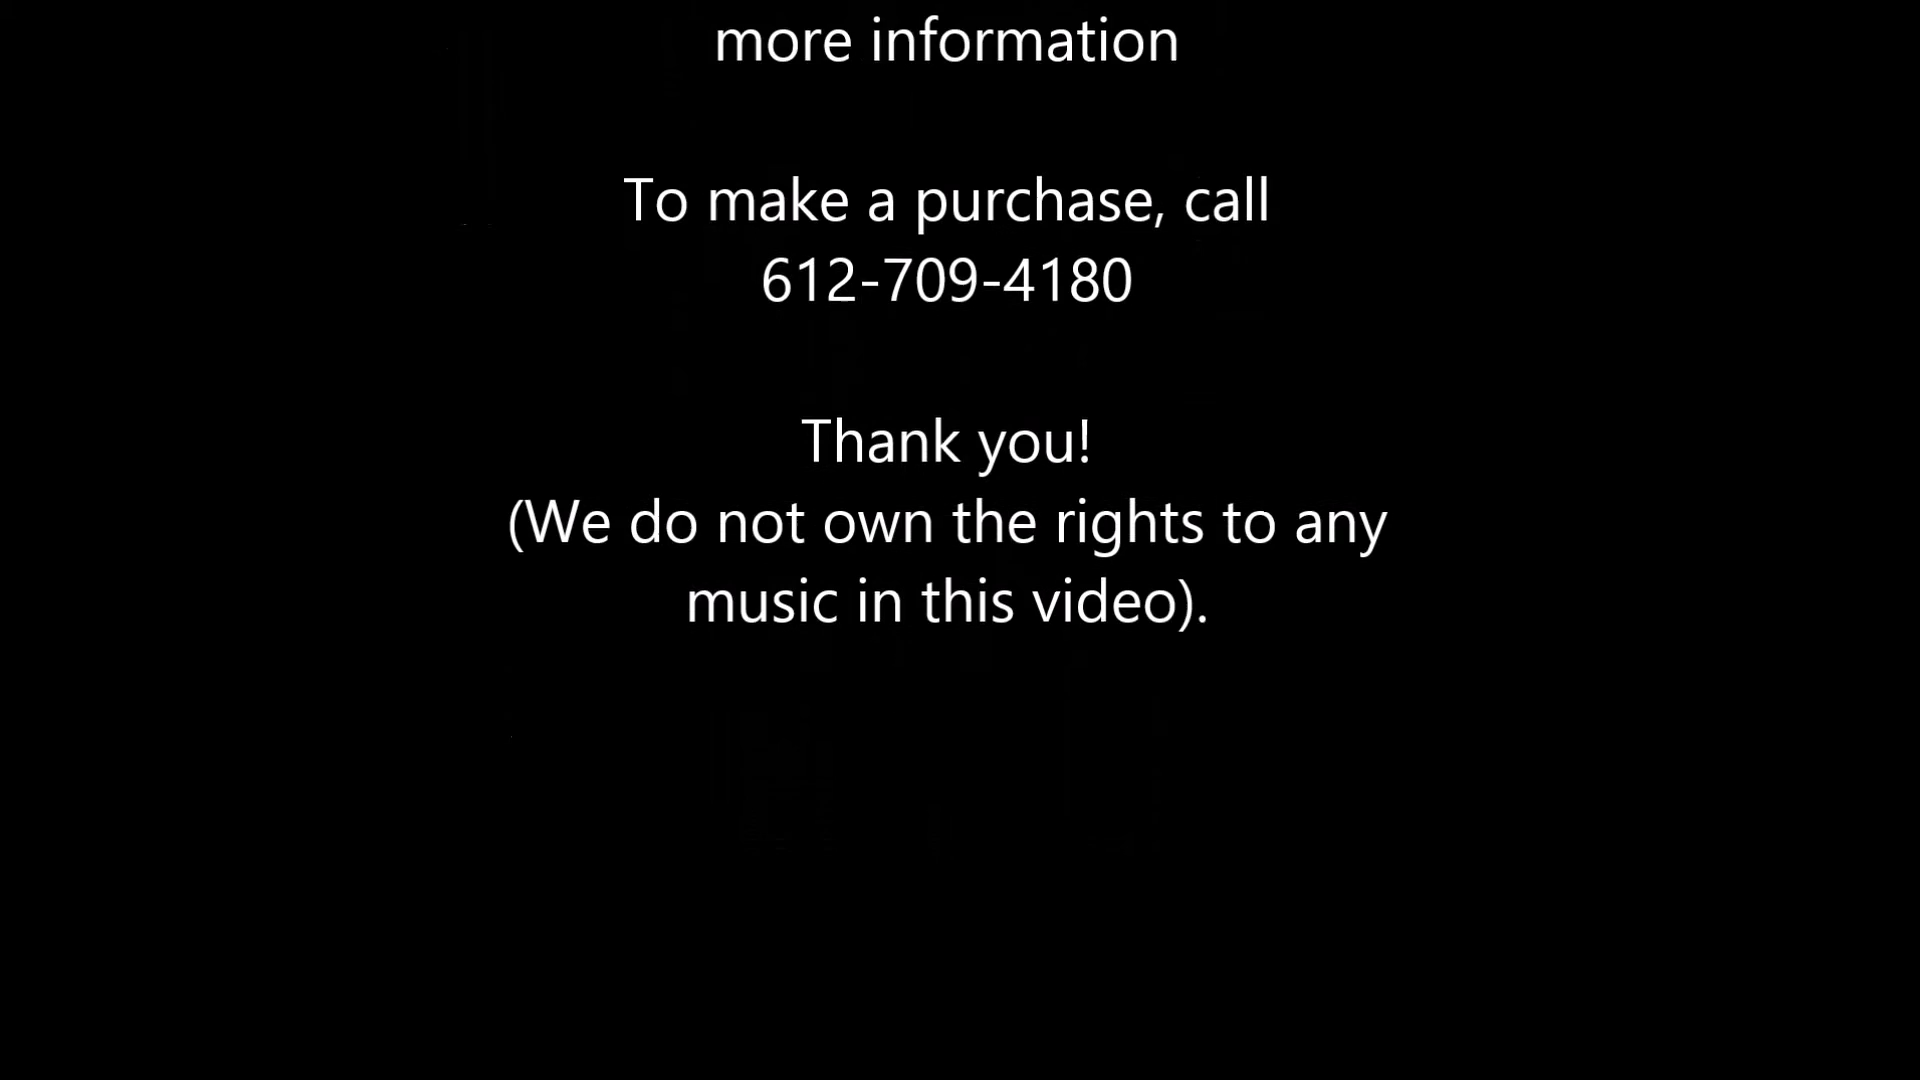 more information
To make a purchase, call
612-709-4180
Thank you!
(We do not own the rights to any
music in this video).